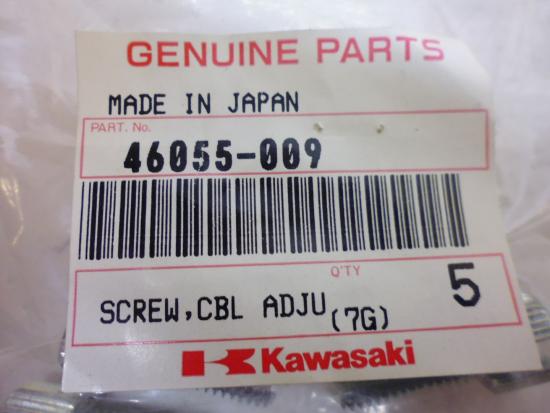 GENUINE PARTS
MADE IN JAPAN
PART. No.
46055-009
Q'TY
SCREW,CBL ADJU (7G) 5
Kawasaki